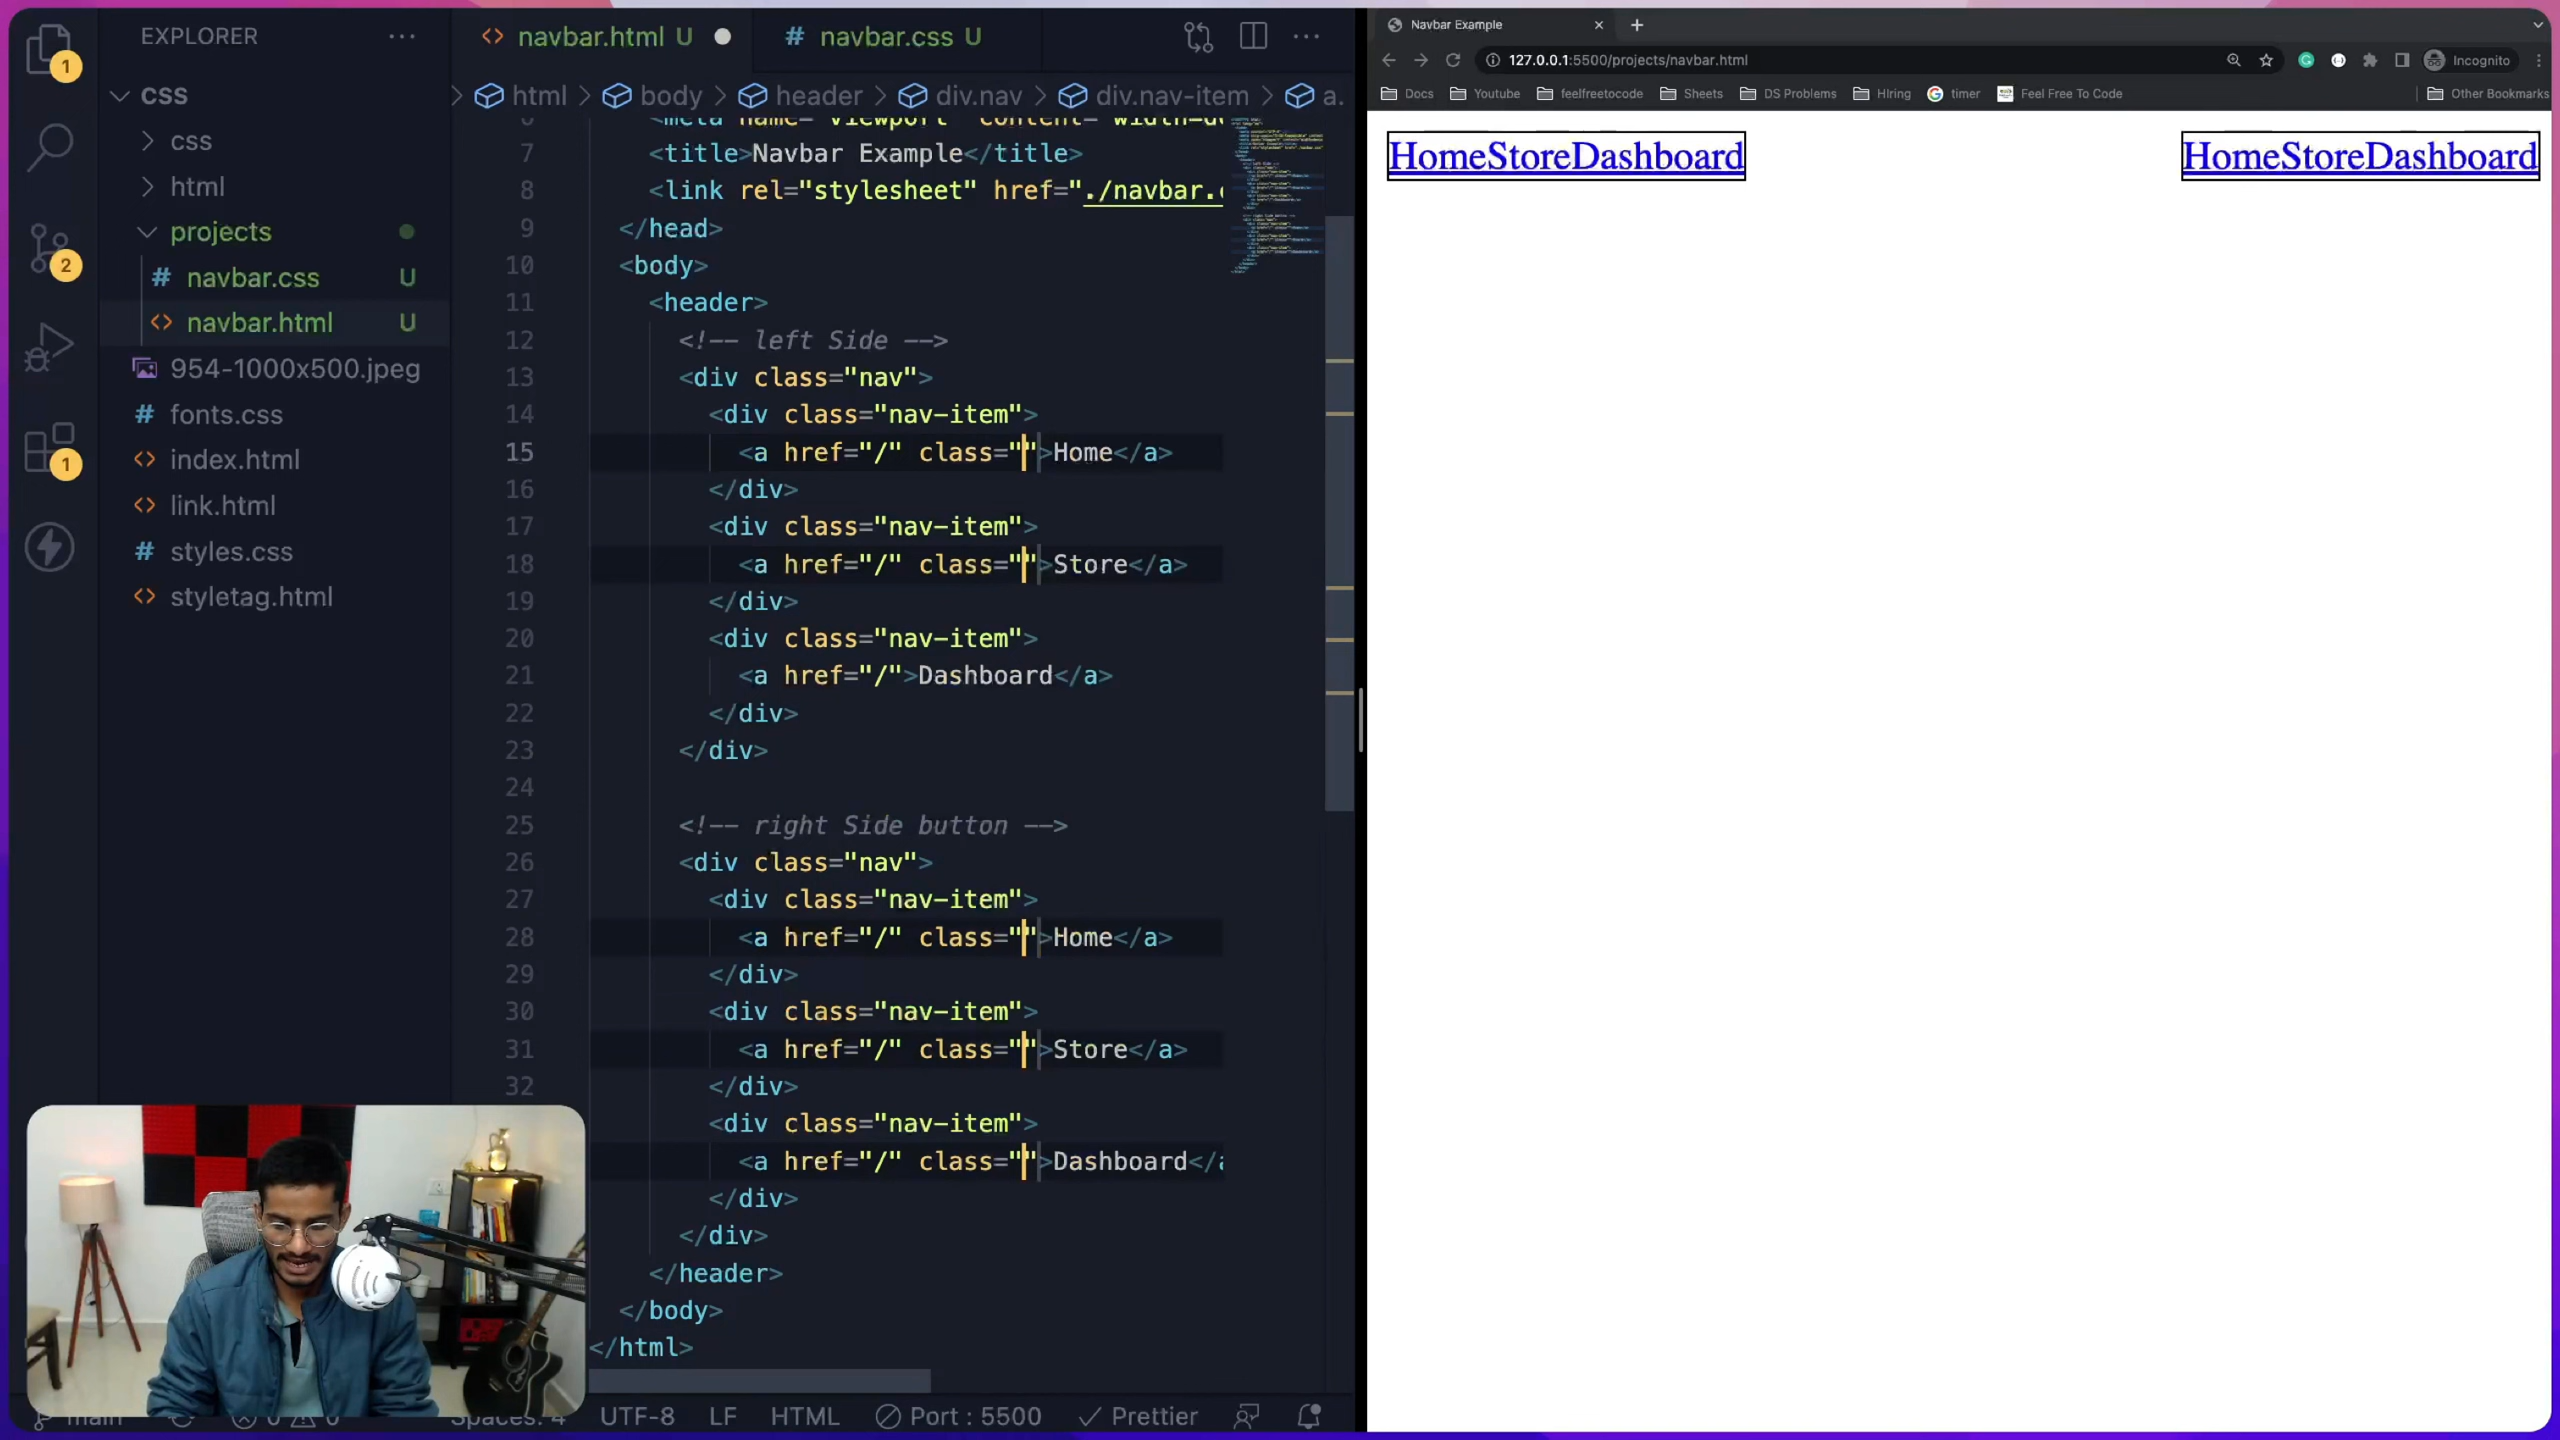 EXPLORER
CSS
css
html
projects
navbar.css U
navbar.html U
954-1000x500.jpeg
fonts.css
index.html
link.html
styles.css
styletag.html
1
2
1
navbar.html U
navbar.css U
html > body > header > div.nav > div.nav-item > a.
7 <title>Navbar Example</title>
8 <link rel="stylesheet" href="./navbar.
9 </head>
10 <body>
11 <header>
12 <!-- left Side -->
13 <div class="nav">
14 <div class="nav-item">
15 <a href="/" class="">Home</a>
16 </div>
17 <div class="nav-item">
18 <a href="/" class="">Store</a>
19 </div>
20 <div class="nav-item">
21 <a href="/">Dashboard</a>
22 </div>
23 </div>
24
25 <!-- right Side button -->
26 <div class="nav">
27 <div class="nav-item">
28 <a href="/" class="">Home</a>
29 </div>
30 <div class="nav-item">
31 <a href="/" class="">Store</a>
32 </div>
<div class="nav-item">
<a href="/" class="">Dashboard</a
</div>
</div>
</header>
</body>
</html>
UTF-8 LF HTML Port : 5500 Prettier
Navbar Example
127.0.0.1:5500/projects/navbar.html
Incognito
Docs Youtube feelfreetocode Sheets DS Problems HIring timer Feel Free To Code Other Bookmarks
HomeStoreDashboard HomeStoreDashboard